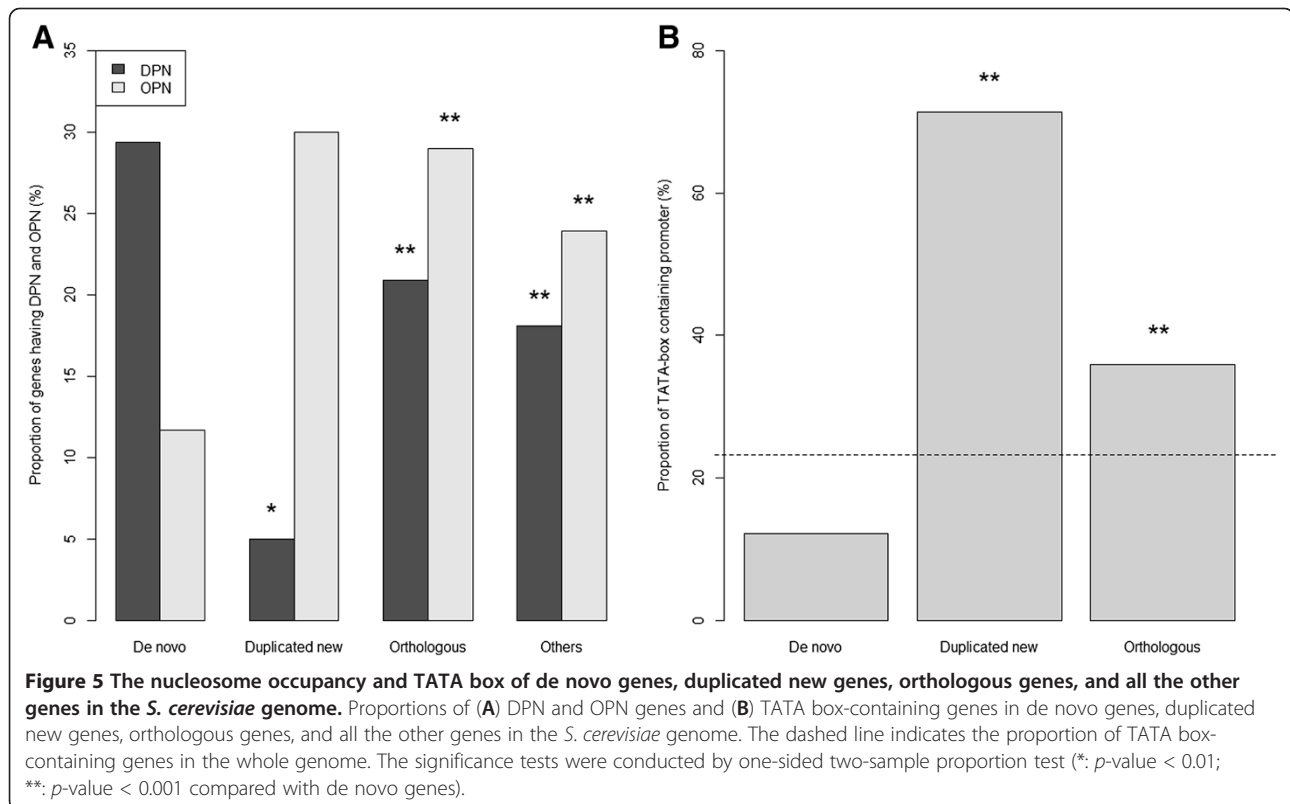 A
B
35
30
25
20
15
10
5
0
Proportion of genes having DPN and OPN (%)
DPN
OPN
*
**
**
**
**
De novo
Duplicated new
Orthologous
Others
80
60
40
20
0
Proportion of TATA-box containing promoter (%)
**
**
De novo
Duplicated new
Orthologous
Figure 5 The nucleosome occupancy and TATA box of de novo genes, duplicated new genes, orthologous genes, and all the other
genes in the S. cerevisiae genome. Proportions of (A) DPN and OPN genes and (B) TATA box-containing genes in de novo genes, duplicated
new genes, orthologous genes, and all the other genes in the S. cerevisiae genome. The dashed line indicates the proportion of TATA box-
containing genes in the whole genome. The significance tests were conducted by one-sided two-sample proportion test (*: p-value < 0.01;
**: p-value < 0.001 compared with de novo genes).